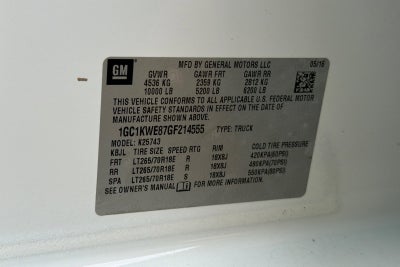 GM
MFD BY GENERAL MOTORS LLC 05/16
GVWR GAWR FRT GAWR RR
4536 KG 2359 KG 2812 KG
10000 LB 5200 LB 6200 LB
THIS VEHICLE CONFORMS TO ALL APPLICABLE U.S. FEDERAL MOTOR
VEHICLE SAFETY STANDARDS IN EFFECT ON THE DATE OF
MANUFACTURE SHOWN ABOVE.
1GC1KWE87GF214555 TYPE: TRUCK
MODEL: K25743
KBJL TIRE SIZE SPEED RTG RIM COLD TIRE PRESSURE
FRT LT265/70R18E R 18X8J 420KPA(60PSI)
RR LT265/70R18E R 18X8J
SPA LT265/70R18E S 18X8J 550KPA(80PSI)
SEE OWNER'S MANUAL FOR ADDITIONAL INFORMATION.